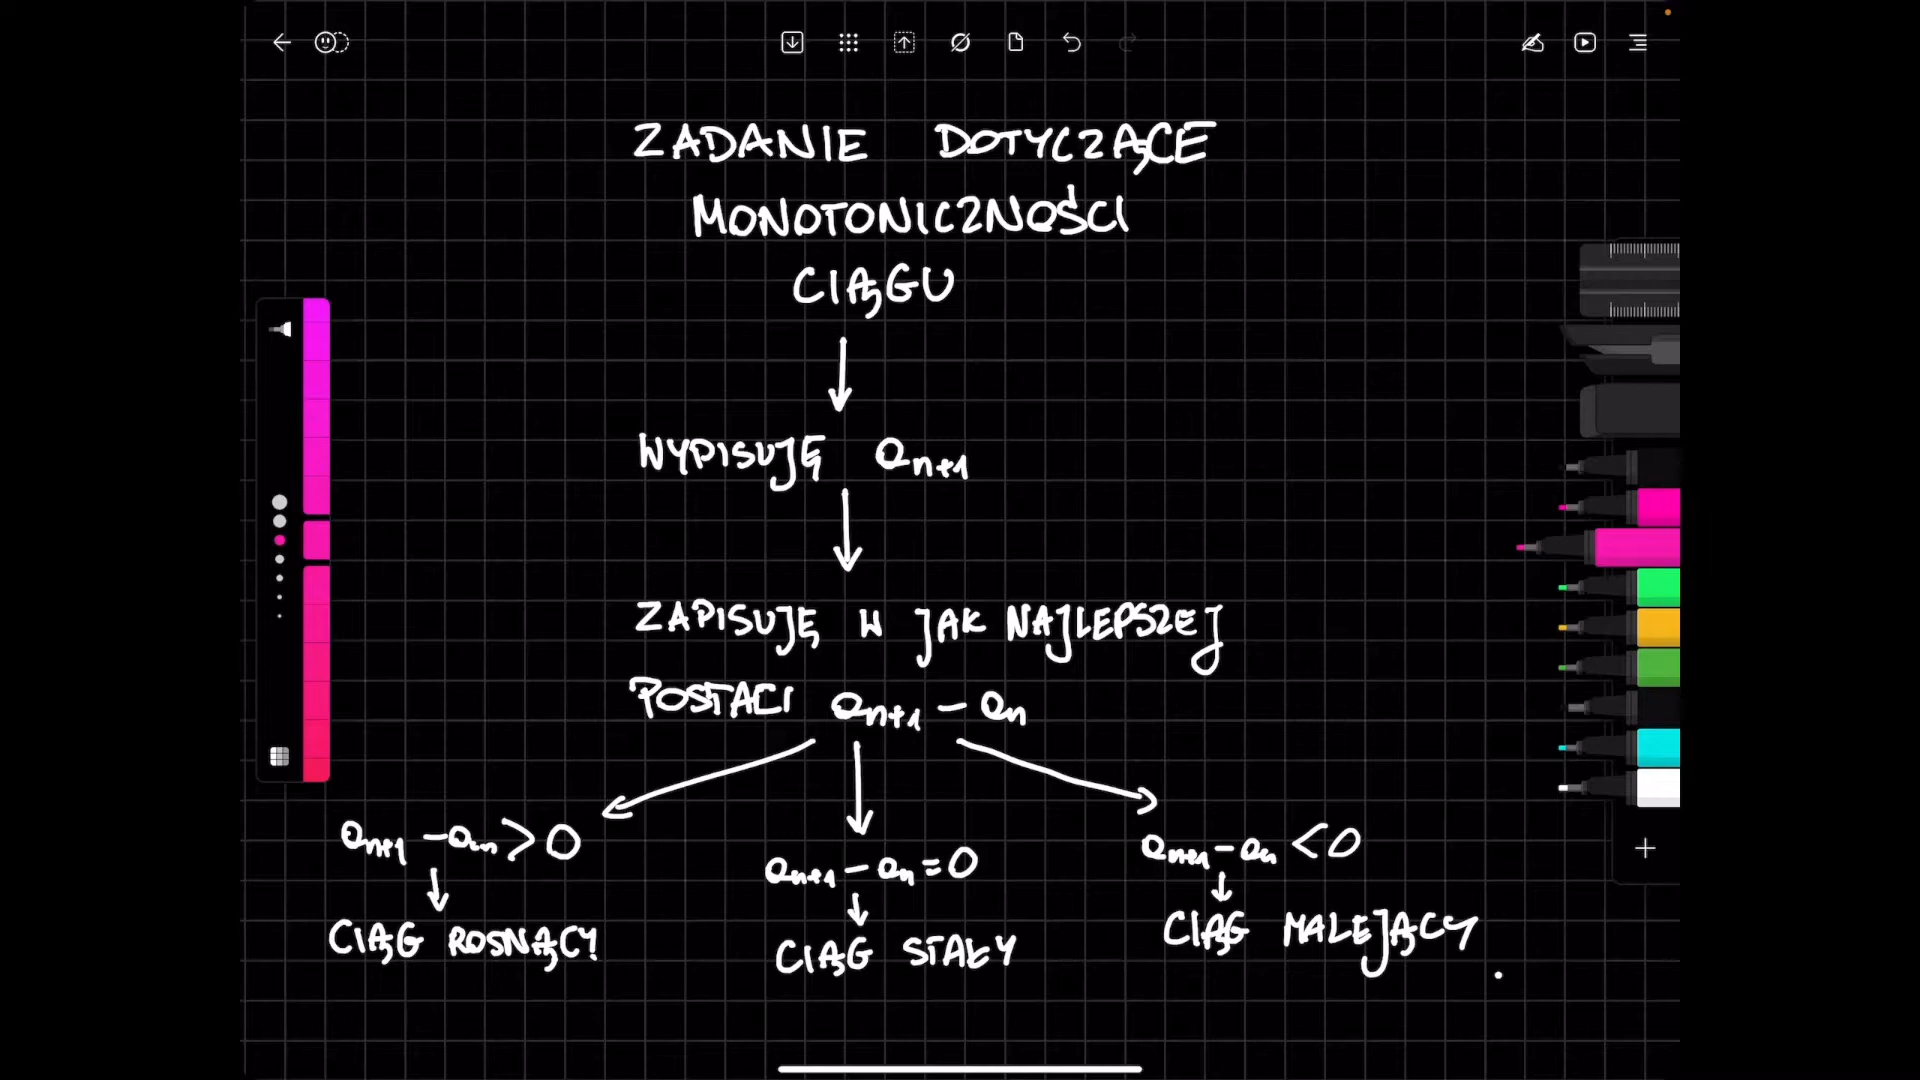 ZADANIE DOTYCZĄCE
MONOTONICZNOŚCI
CIĄGU
WYPISUJĘ an+1
ZAPISUJĘ W JAK NAJLEPSZEJ
POSTACI an+1 - an
an+1 - an > 0
an+1 - an = 0
an+1 - an < 0
CIĄG ROSNĄCY
CIĄG STAŁY
CIĄG MALEJĄCY